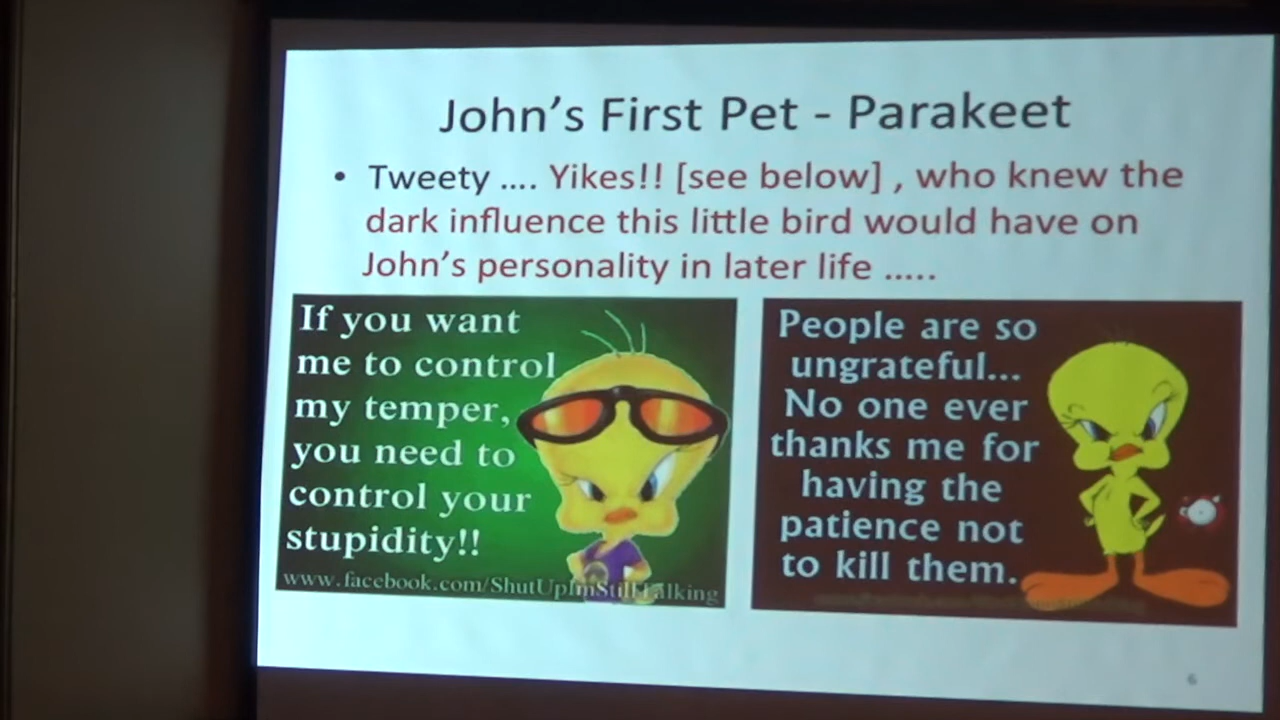 John's First Pet - Parakeet
• Tweety .... Yikes!! [see below] , who knew the
dark influence this little bird would have on
John's personality in later life .....
If you want
me to control
my temper,
you need to
control your
stupidity!!
www.facebook.com/ShutUpImStillTalking
People are so
ungrateful...
No one ever
thanks me for
having the
patience not
to kill them.
6